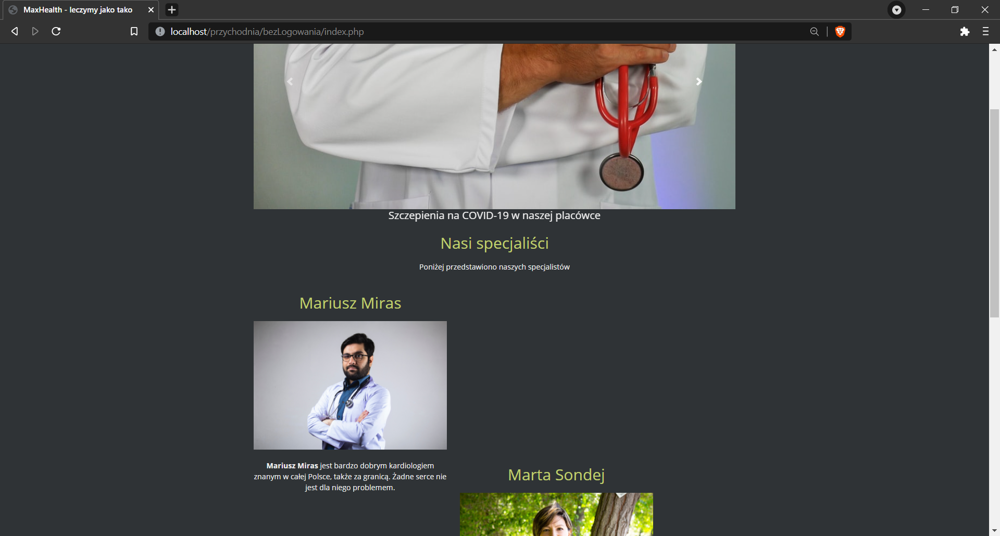 MaxHealth - leczymy jako tako
localhost/przychodnia/bezLogowania/index.php
Szczepienia na COVID-19 w naszej placówce
Nasi specjaliści
Poniżej przedstawiono naszych specjalistów
Mariusz Miras
Mariusz Miras jest bardzo dobrym kardiologiem
znanym w całej Polsce, także za granicą. Żadne serce nie
jest dla niego problemem.
Marta Sondej